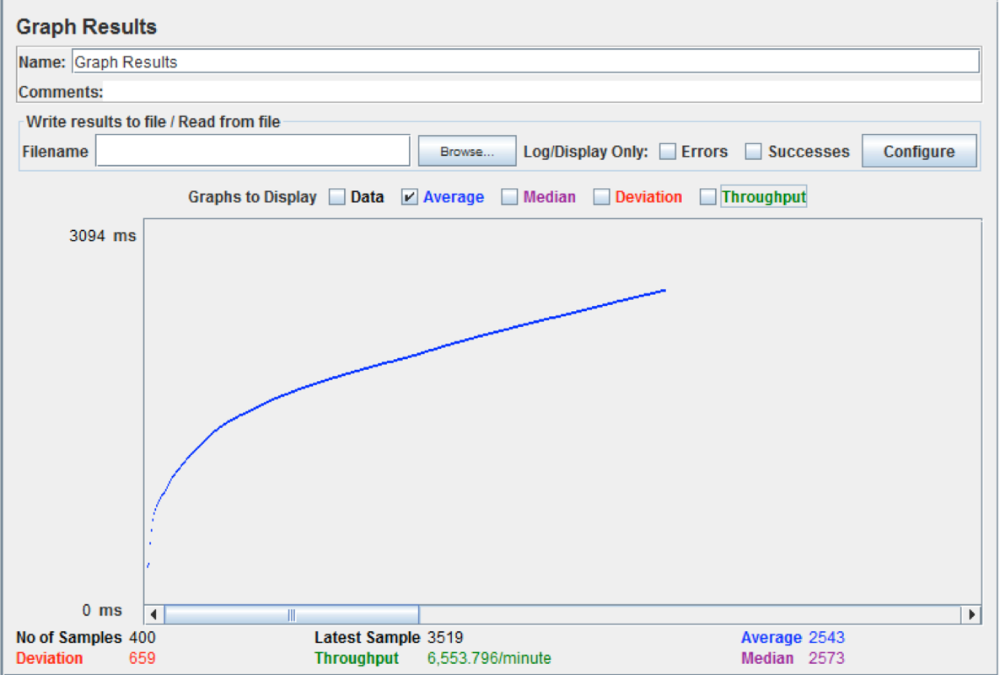 Graph Results
Name: Graph Results
Comments:
Write results to file / Read from file
Filename Browse... Log/Display Only: Errors Successes Configure
Graphs to Display Data Average Median Deviation Throughput
3094 ms
0 ms
No of Samples 400 Latest Sample 3519 Average 2543
Deviation 659 Throughput 6,553.796/minute Median 2573